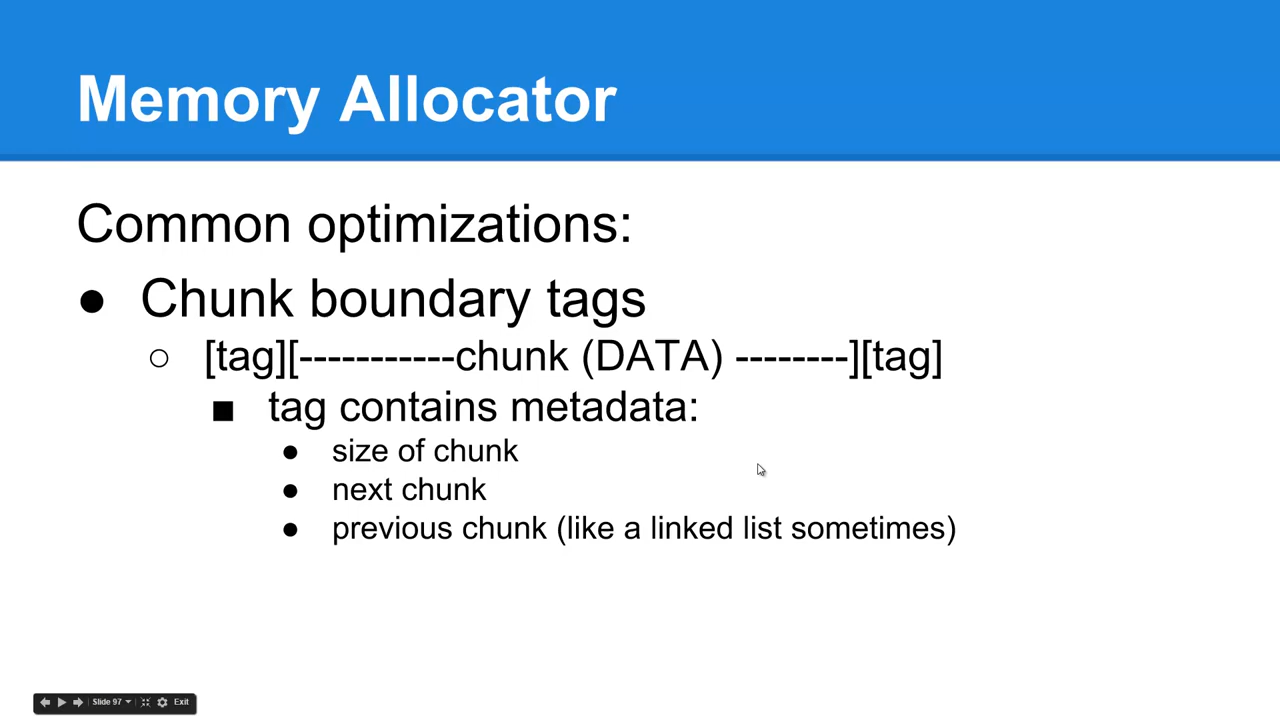 Memory Allocator
Common optimizations:
● Chunk boundary tags
○ [tag][-----------chunk (DATA) --------][tag]
■ tag contains metadata:
● size of chunk
● next chunk
● previous chunk (like a linked list sometimes)
Slide 97 Exit